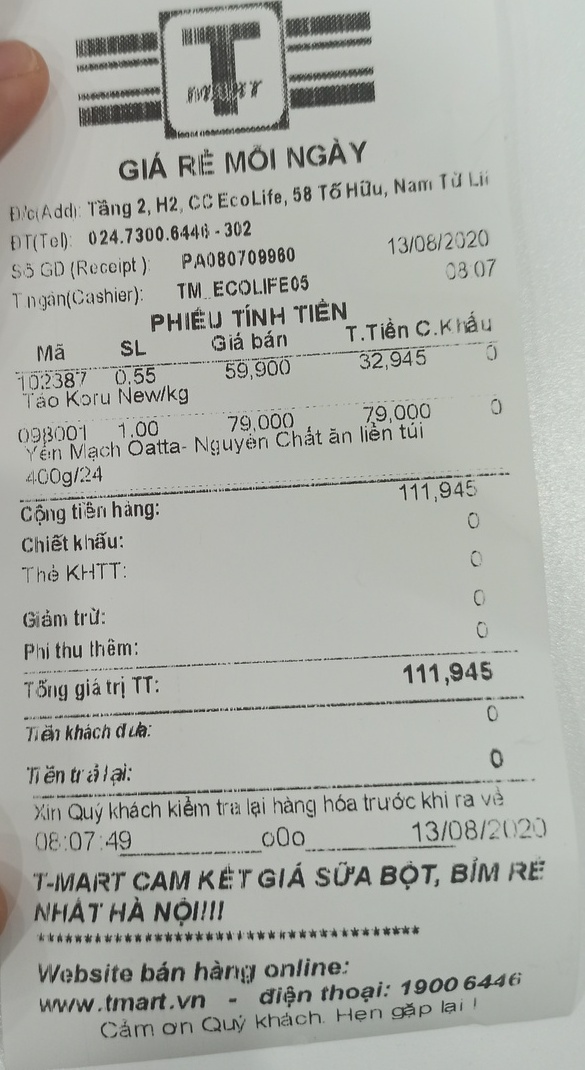 T
MART
GIÁ RẺ MỖI NGÀY
Đ/c(Add): Tầng 2, H2, CC EcoLife, 58 Tố Hữu, Nam Từ Li
ĐT(Tel): 024.7300.6446 - 302
Số GD (Receipt ): PA080709960 13/08/2020
T ngân(Cashier): TM_ECOLIFE05 08:07
PHIẾU TÍNH TIỀN
Mã SL Giá bán T.Tiền C.Khấu
102387 0.55 59,900 32,945 0
Táo Koru New/kg
098001 1.00 79,000 79,000 0
Yến Mạch Oatta- Nguyên Chất ăn liền túi
400g/24
Cộng tiền hàng: 111,945
Chiết khấu: 0
Thẻ KHTT: 0
Giảm trừ: 0
Phí thu thêm: 0
Tổng giá trị TT: 111,945
Tiền khách đưa: 0
Tiền trả lại: 0
Xin Quý khách kiểm tra lại hàng hóa trước khi ra về
08:07:49__________o0o___________13/08/2020
T-MART CAM KẾT GIÁ SỮA BỘT, BỈM RẺ
NHẤT HÀ NỘI!!!
**************************************
Website bán hàng online:
www.tmart.vn - điện thoại: 1900 6446
Cảm ơn Quý khách. Hẹn gặp lại !